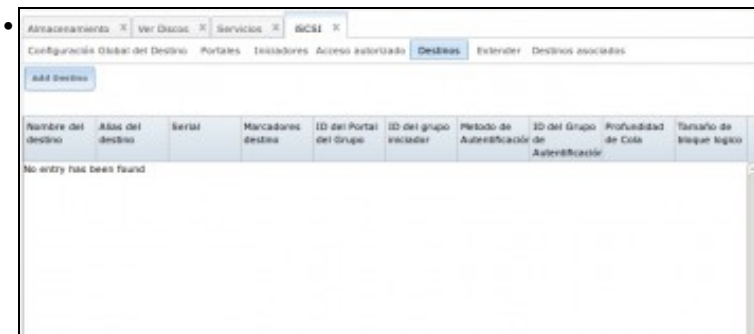 Almacenamiento X Ver Discos X Servicios X iSCSI X
Configuración Global del Destino Portales Iniciadores Acceso autorizado Destinos Extender Destinos asociados
Add Destino
Nombre del destino Alias del destino Serial Marcadores destino ID del Portal del Grupo ID del grupo iniciador Metodo de Autentificación ID del Grupo de Autentificación Profundidad de Cola Tamaño de bloque logico
No entry has been found